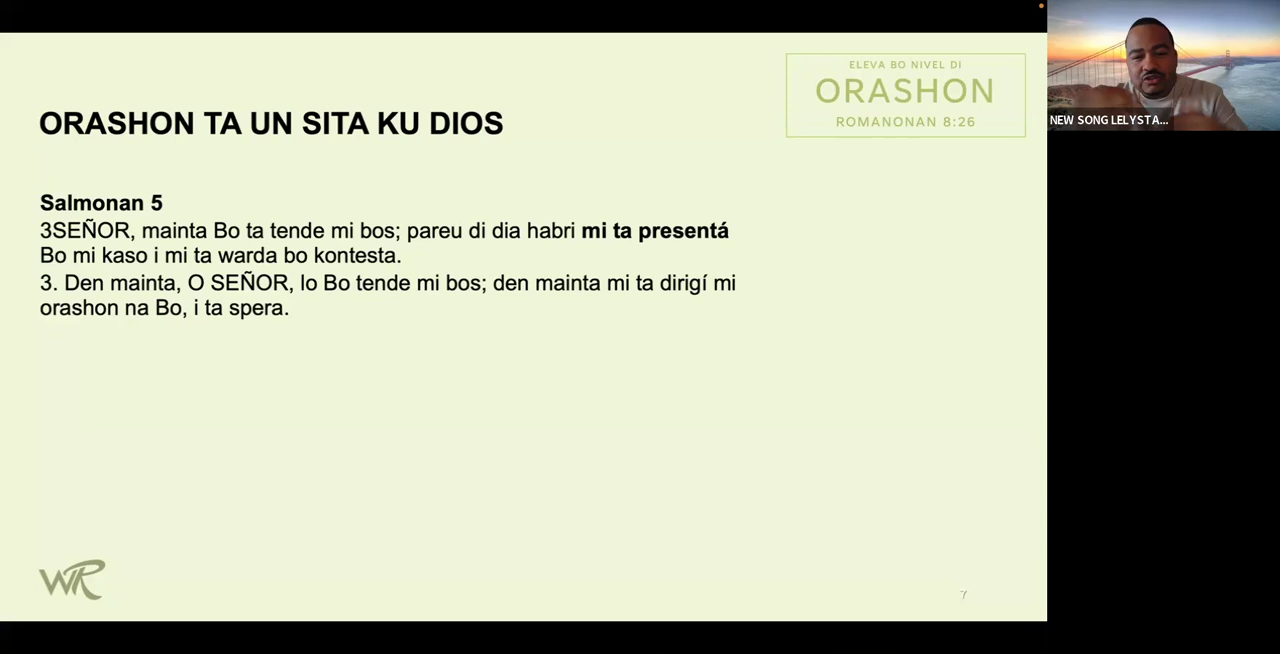 ELEVA BO NIVEL DI
ORASHON
ROMANONAN 8:26
NEW SONG LELYSTA...
ORASHON TA UN SITA KU DIOS
Salmonan 5
3SEÑOR, mainta Bo ta tende mi bos; pareu di dia habri mi ta presentá
Bo mi kaso i mi ta warda bo kontesta.
3. Den mainta, O SEÑOR, lo Bo tende mi bos; den mainta mi ta dirigí mi
orashon na Bo, i ta spera.
WR
7